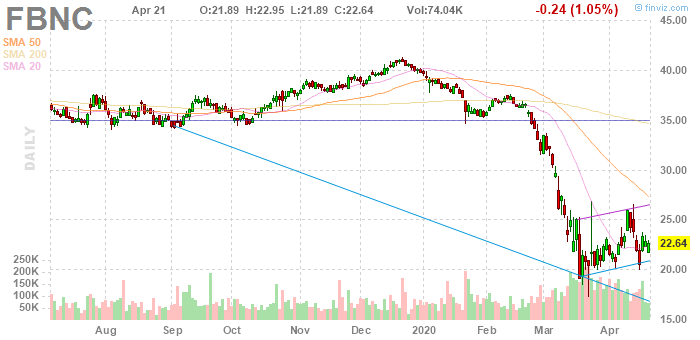 FBNC
Apr 21 O:21.89 H:22.95 L:21.89 C:22.64 Vol:74.04K -0.24 (1.05%)
© finviz.com
SMA 50
SMA 200
SMA 20
DAILY
45.00
40.00
35.00
30.00
25.00
22.64
20.00
15.00
250K
200K
150K
100K
50K
Aug Sep Oct Nov Dec 2020 Feb Mar Apr